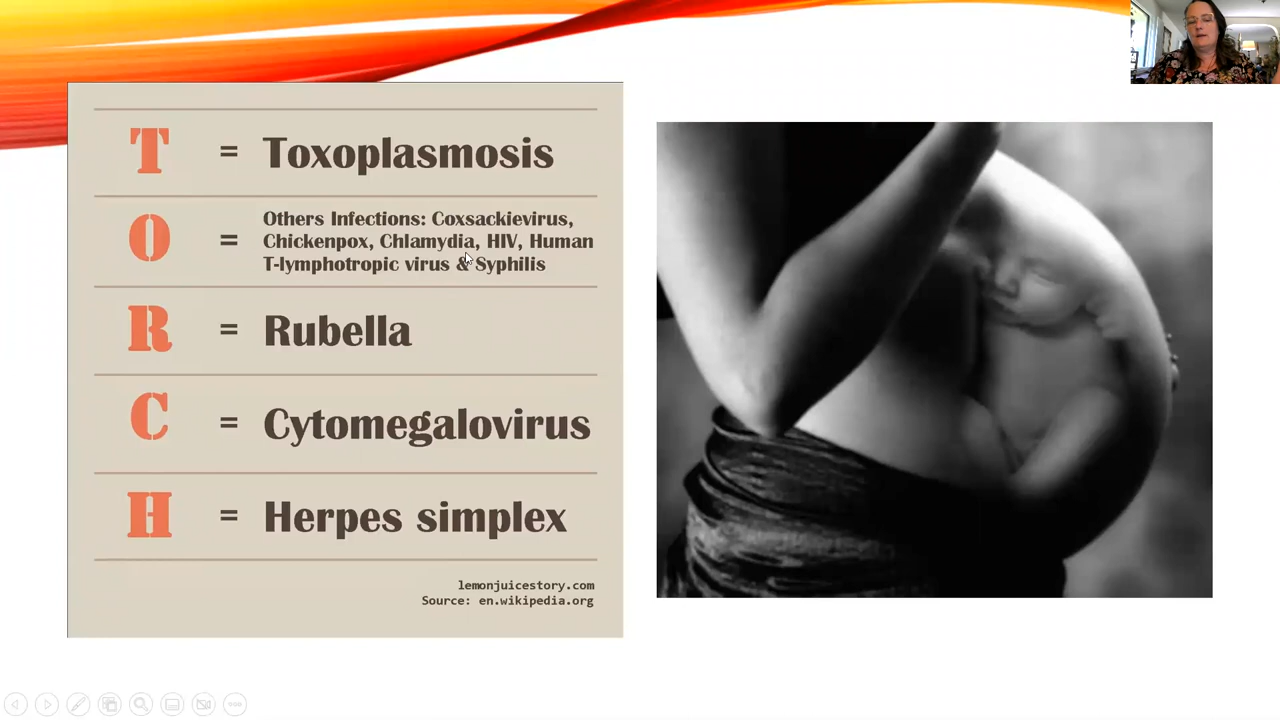 T = Toxoplasmosis
O = Others Infections: Coxsackievirus,
Chickenpox, Chlamydia, HIV, Human
T-lymphotropic virus & Syphilis
R = Rubella
C = Cytomegalovirus
H = Herpes simplex
lemonjuicestory.com
Source: en.wikipedia.org